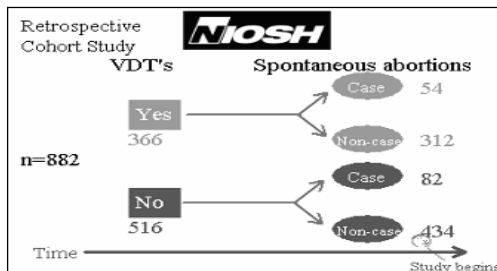 Retrospective
Cohort Study
NIOSH
VDT's
Spontaneous abortions
Yes
366
Case
54
Non-case
312
n=882
No
516
Case
82
Non-case
434
Time
Study begins